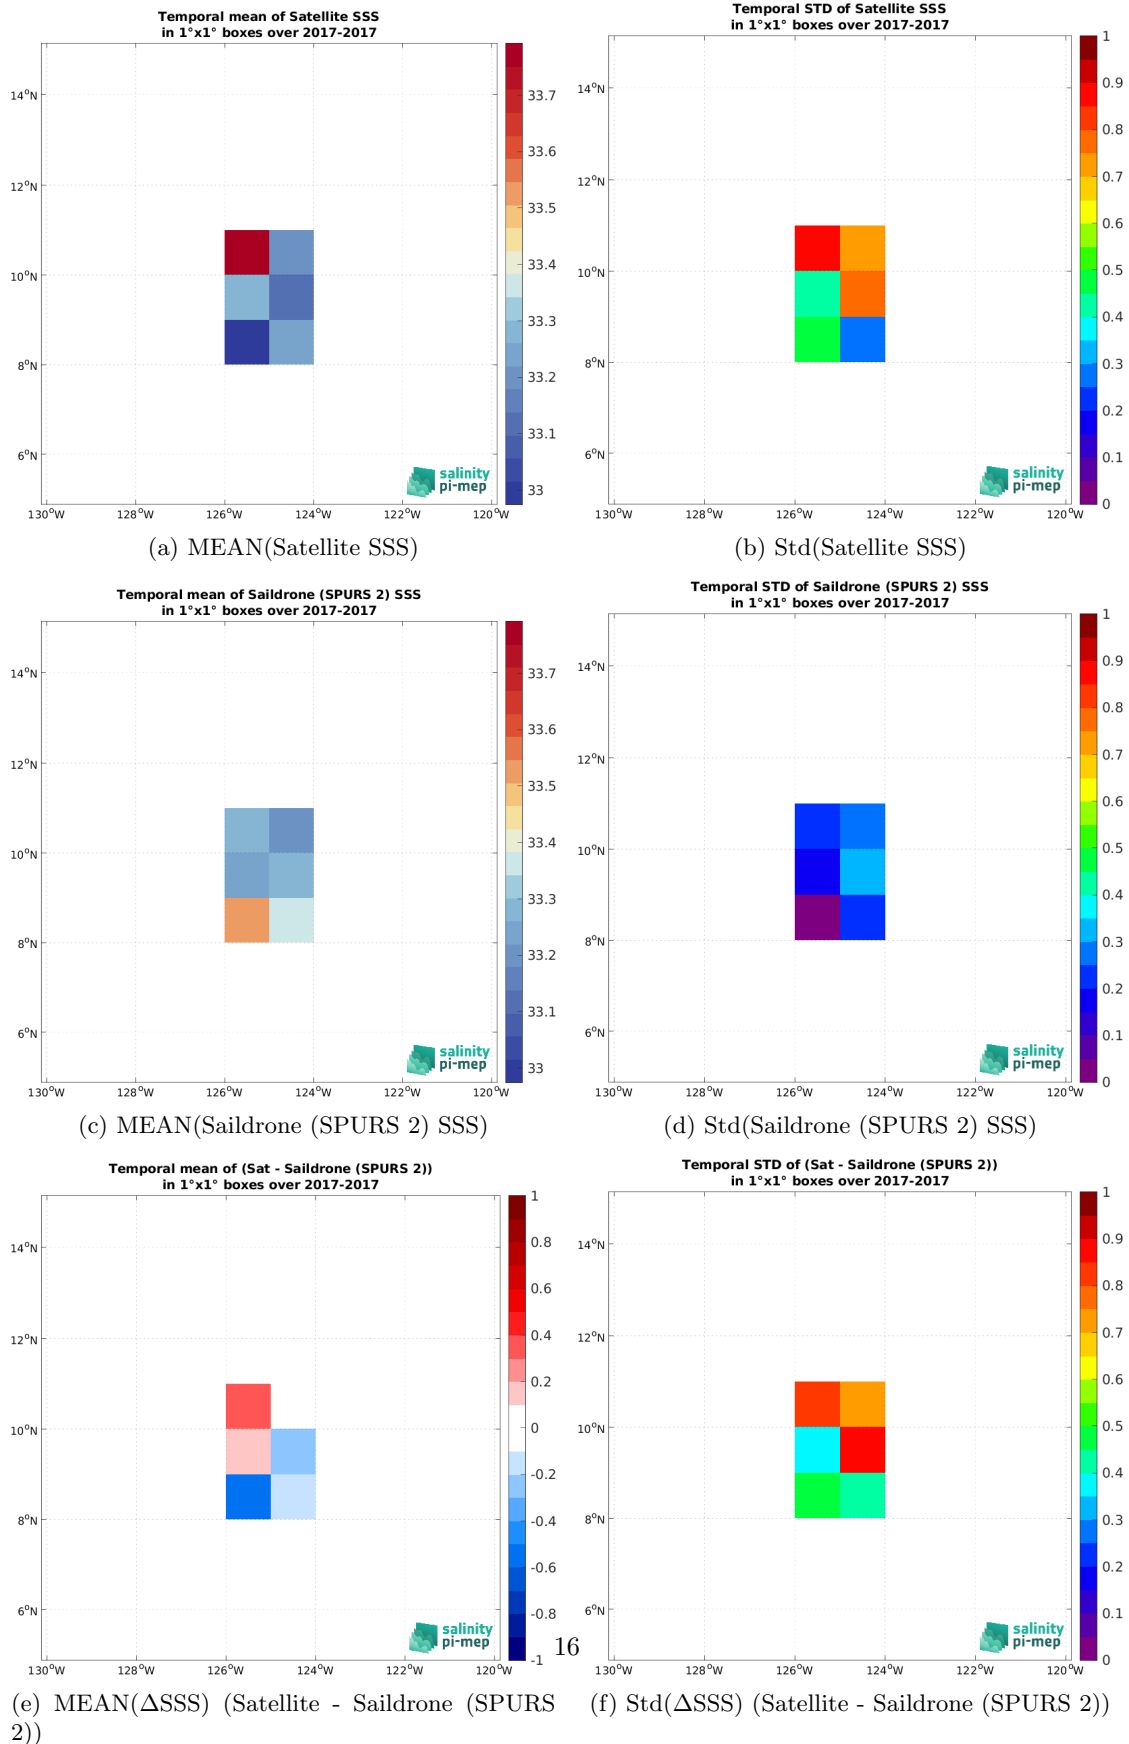 Temporal mean of Satellite SSS
in 1°x1° boxes over 2017-2017
14°N
12°N
10°N
8°N
6°N
130°W 128°W 126°W 124°W 122°W 120°W
33.7
33.6
33.5
33.4
33.3
33.2
33.1
33
salinity
pi-mep
(a) MEAN(Satellite SSS)
Temporal STD of Satellite SSS
in 1°x1° boxes over 2017-2017
14°N
12°N
10°N
8°N
6°N
130°W 128°W 126°W 124°W 122°W 120°W
1
0.9
0.8
0.7
0.6
0.5
0.4
0.3
0.2
0.1
0
salinity
pi-mep
(b) Std(Satellite SSS)
Temporal mean of Saildrone (SPURS 2) SSS
in 1°x1° boxes over 2017-2017
14°N
12°N
10°N
8°N
6°N
130°W 128°W 126°W 124°W 122°W 120°W
33.7
33.6
33.5
33.4
33.3
33.2
33.1
33
salinity
pi-mep
(c) MEAN(Saildrone (SPURS 2) SSS)
Temporal STD of Saildrone (SPURS 2) SSS
in 1°x1° boxes over 2017-2017
14°N
12°N
10°N
8°N
6°N
130°W 128°W 126°W 124°W 122°W 120°W
1
0.9
0.8
0.7
0.6
0.5
0.4
0.3
0.2
0.1
0
salinity
pi-mep
(d) Std(Saildrone (SPURS 2) SSS)
Temporal mean of (Sat - Saildrone (SPURS 2))
in 1°x1° boxes over 2017-2017
14°N
12°N
10°N
8°N
6°N
130°W 128°W 126°W 124°W 122°W 120°W
1
0.8
0.6
0.4
0.2
0
-0.2
-0.4
-0.6
-0.8
-1
salinity
pi-mep
(e) MEAN(ΔSSS) (Satellite - Saildrone (SPURS
2))
Temporal STD of (Sat - Saildrone (SPURS 2))
in 1°x1° boxes over 2017-2017
14°N
12°N
10°N
8°N
6°N
130°W 128°W 126°W 124°W 122°W 120°W
1
0.9
0.8
0.7
0.6
0.5
0.4
0.3
0.2
0.1
0
salinity
pi-mep
(f) Std(ΔSSS) (Satellite - Saildrone (SPURS 2))
16